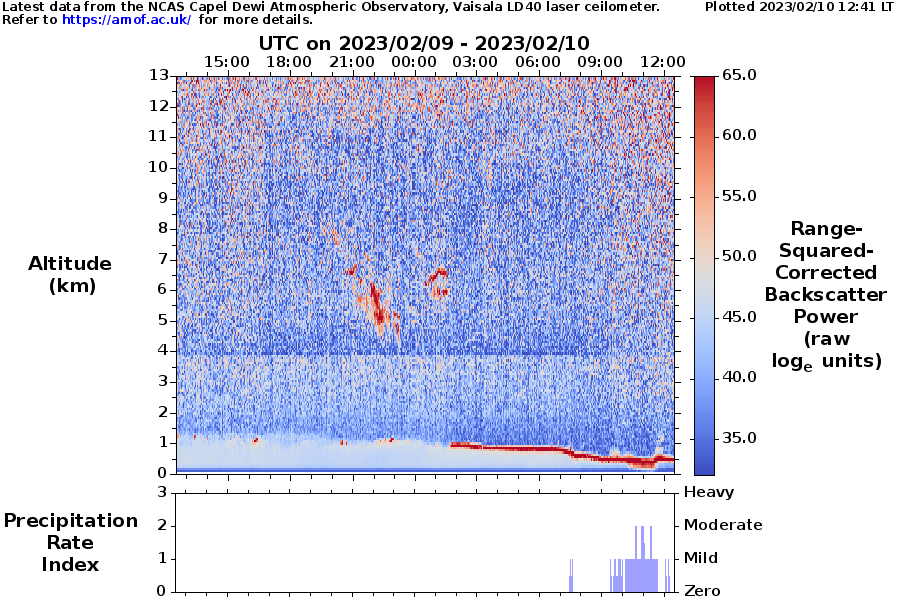 Latest data from the NCAS Capel Dewi Atmospheric Observatory, Vaisala LD40 laser ceilometer. Plotted 2023/02/10 12:41 LT
Refer to https://amof.ac.uk/ for more details.
UTC on 2023/02/09 - 2023/02/10
15:00 18:00 21:00 00:00 03:00 06:00 09:00 12:00
13
12
11
10
9
8
7
6
5
4
3
2
1
0
Altitude
(km)
65.0
60.0
55.0
50.0
45.0
40.0
35.0
Range-
Squared-
Corrected
Backscatter
Power
(raw
loge units)
Precipitation
Rate
Index
3
2
1
0
Heavy
Moderate
Mild
Zero